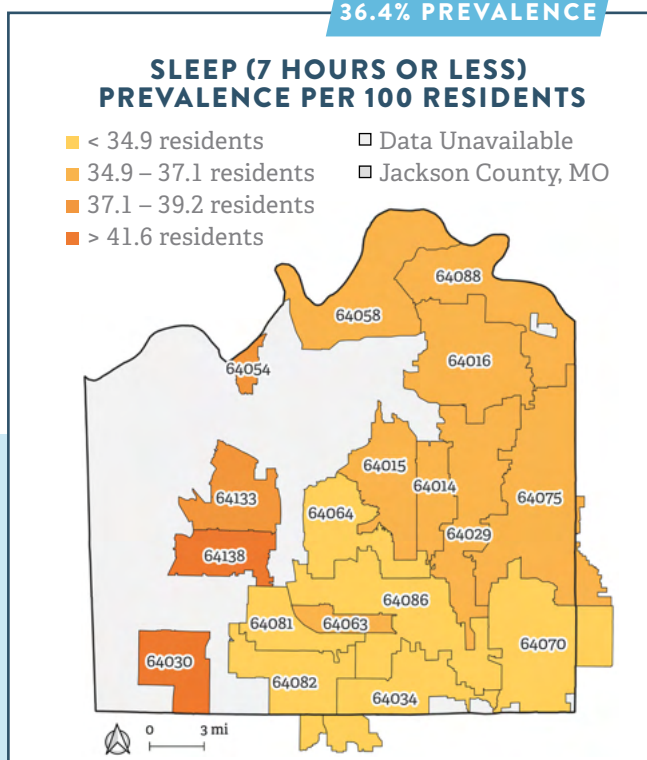 36.4% PREVALENCE
SLEEP (7 HOURS OR LESS)
PREVALENCE PER 100 RESIDENTS
< 34.9 residents
34.9 – 37.1 residents
37.1 – 39.2 residents
> 41.6 residents
Data Unavailable
Jackson County, MO
64088
64058
64016
64054
64015
64014
64075
64133
64064
64029
64138
64086
64081
64063
64070
64030
64082
64034
0 3 mi